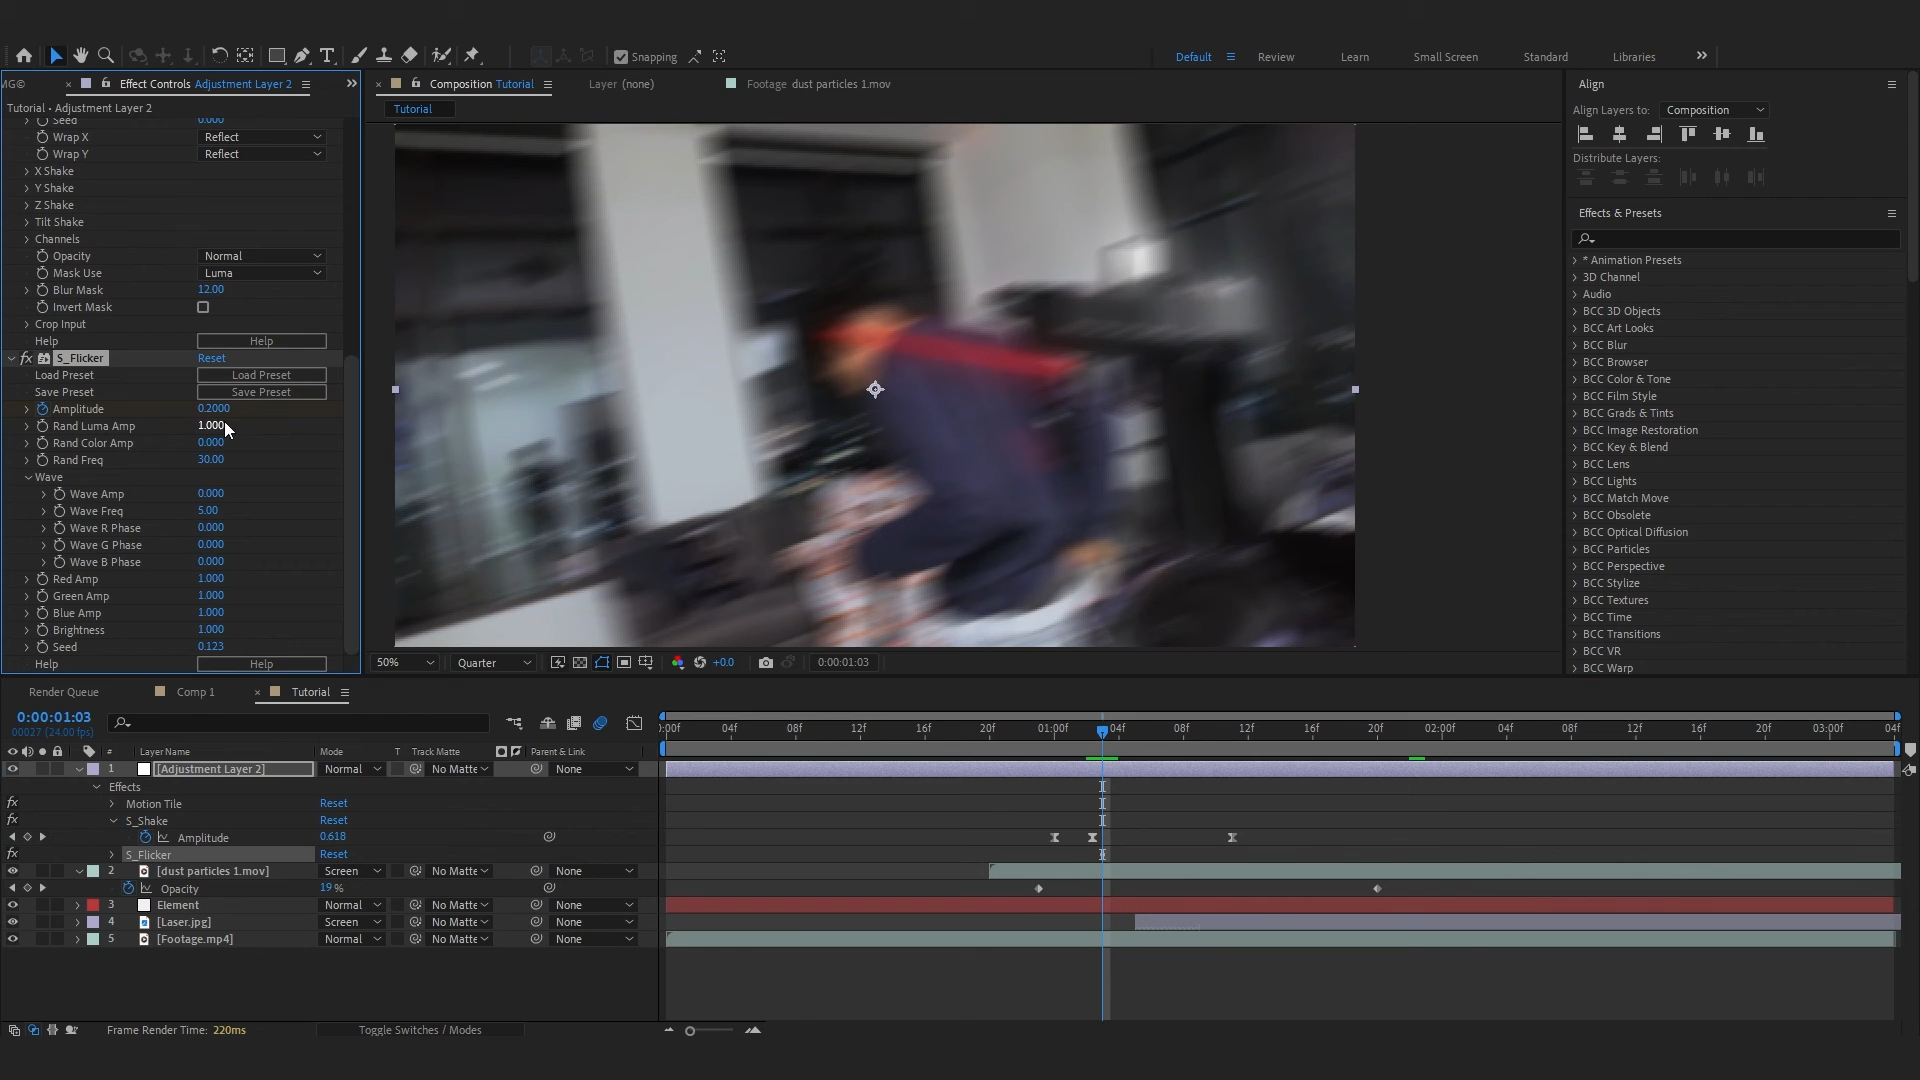 Snapping
Default
Review
Learn
Small Screen
Standard
Libraries
MG©
Effect Controls Adjustment Layer 2
Tutorial • Adjustment Layer 2
Seed 0.000
Wrap X Reflect
Wrap Y Reflect
X Shake
Y Shake
Z Shake
Tilt Shake
Channels
Opacity Normal
Mask Use Luma
Blur Mask 12.00
Invert Mask
Crop Input
Help Help
fx S_Flicker Reset
Load Preset Load Preset
Save Preset Save Preset
Amplitude 0.2000
Rand Luma Amp 1.000
Rand Color Amp 0.000
Rand Freq 30.00
Wave
Wave Amp 0.000
Wave Freq 5.00
Wave R Phase 0.000
Wave G Phase 0.000
Wave B Phase 0.000
Red Amp 1.000
Green Amp 1.000
Blue Amp 1.000
Brightness 1.000
Seed 0.123
Help Help
Composition Tutorial
Layer (none)
Footage dust particles 1.mov
Tutorial
50%
Quarter
+0.0
0:00:01:03
Align
Align Layers to: Composition
Distribute Layers:
Effects & Presets
* Animation Presets
3D Channel
Audio
BCC 3D Objects
BCC Art Looks
BCC Blur
BCC Browser
BCC Color & Tone
BCC Film Style
BCC Grads & Tints
BCC Image Restoration
BCC Key & Blend
BCC Lens
BCC Lights
BCC Match Move
BCC Obsolete
BCC Optical Diffusion
BCC Particles
BCC Perspective
BCC Stylize
BCC Textures
BCC Time
BCC Transitions
BCC VR
BCC Warp
Render Queue
Comp 1
Tutorial
0:00:01:03
00027 (24.00 fps)
:00f 04f 08f 12f 16f 20f 01:00f 04f 08f 12f 16f 20f 02:00f 04f 08f 12f 16f 20f 03:00f 04f
# Layer Name Mode T Track Matte Parent & Link
1 [Adjustment Layer 2] Normal No Matte None
Effects
fx Motion Tile Reset
fx S_Shake Reset
Amplitude 0.618
fx S_Flicker Reset
2 [dust particles 1.mov] Screen No Matte None
Opacity 19 %
3 Element Normal No Matte None
4 [Laser.jpg] Screen No Matte None
5 [Footage.mp4] Normal No Matte None
Frame Render Time: 220ms
Toggle Switches / Modes